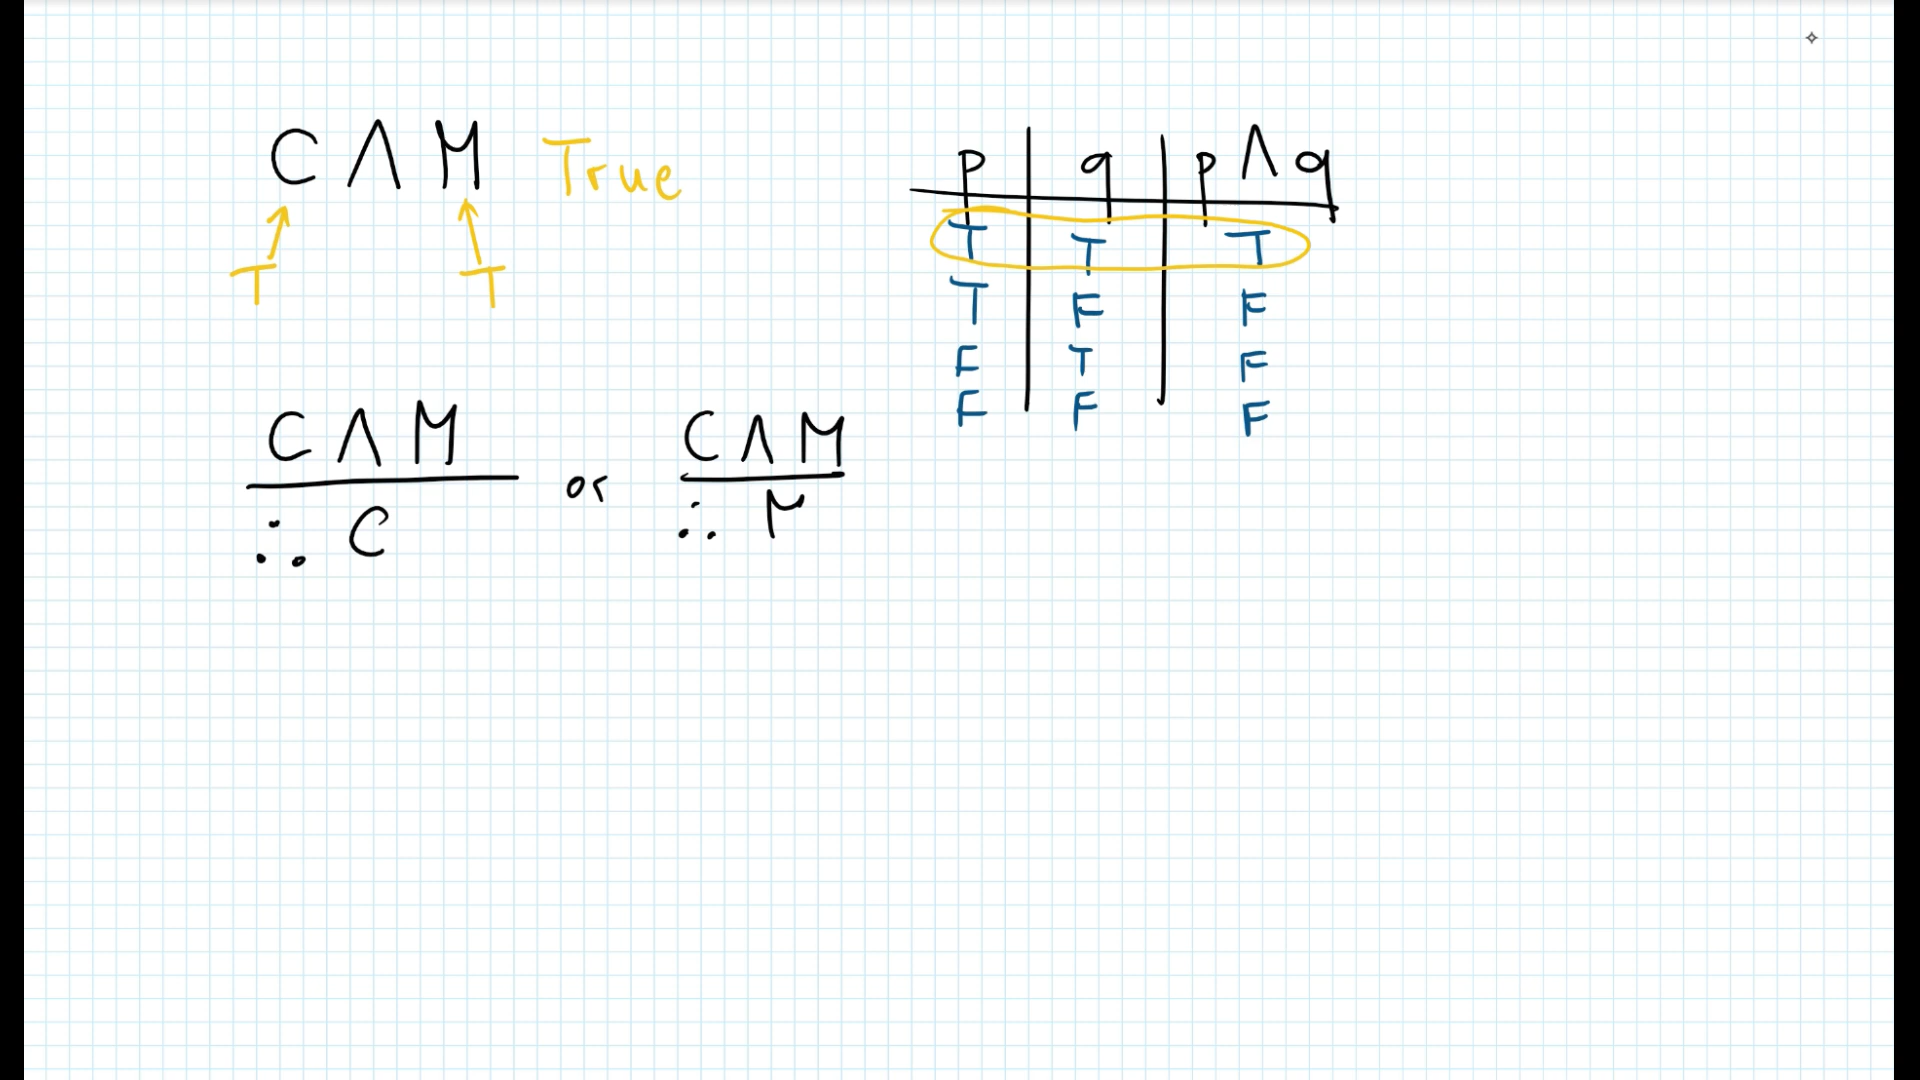 C ∧ M True
T T
p q p ∧ q
T T T
T F F
F T F
F F F
C ∧ M
∴ C
or
C ∧ M
∴ M